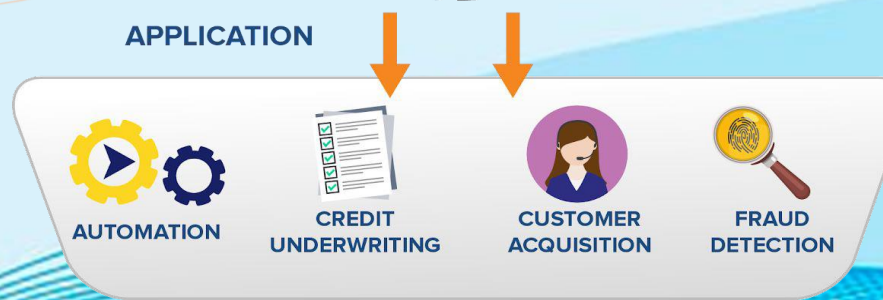 APPLICATION
AUTOMATION
CREDIT
UNDERWRITING
CUSTOMER
ACQUISITION
FRAUD
DETECTION